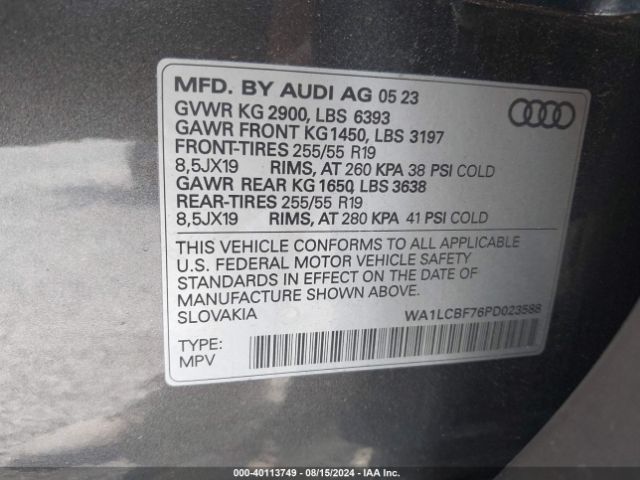 MFD. BY AUDI AG 05 23
GVWR KG 2900, LBS 6393
GAWR FRONT KG1450, LBS 3197
FRONT-TIRES 255/55 R19
8,5JX19 RIMS, AT 260 KPA 38 PSI COLD
GAWR REAR KG 1650, LBS 3638
REAR-TIRES 255/55 R19
8,5JX19 RIMS, AT 280 KPA 41 PSI COLD
THIS VEHICLE CONFORMS TO ALL APPLICABLE
U.S. FEDERAL MOTOR VEHICLE SAFETY
STANDARDS IN EFFECT ON THE DATE OF
MANUFACTURE SHOWN ABOVE.
SLOVAKIA WA1LCBF76PD023588
TYPE:
MPV
000-40113749 - 08/15/2024 - IAA Inc.